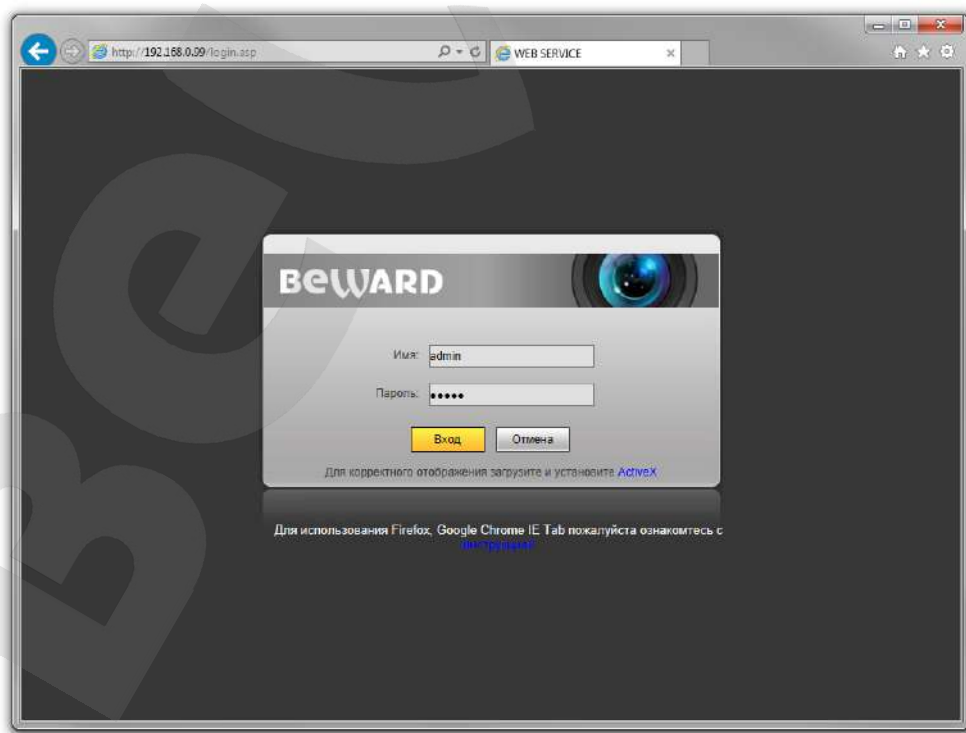 http://192.168.0.99/login.asp
WEB SERVICE
BEWARD
Имя: admin
Пароль: •••••
Вход Отмена
Для корректного отображения загрузите и установите ActiveX
Для использования Firefox, Google Chrome IE Tab пожалуйста ознакомтесь с
инструкцией